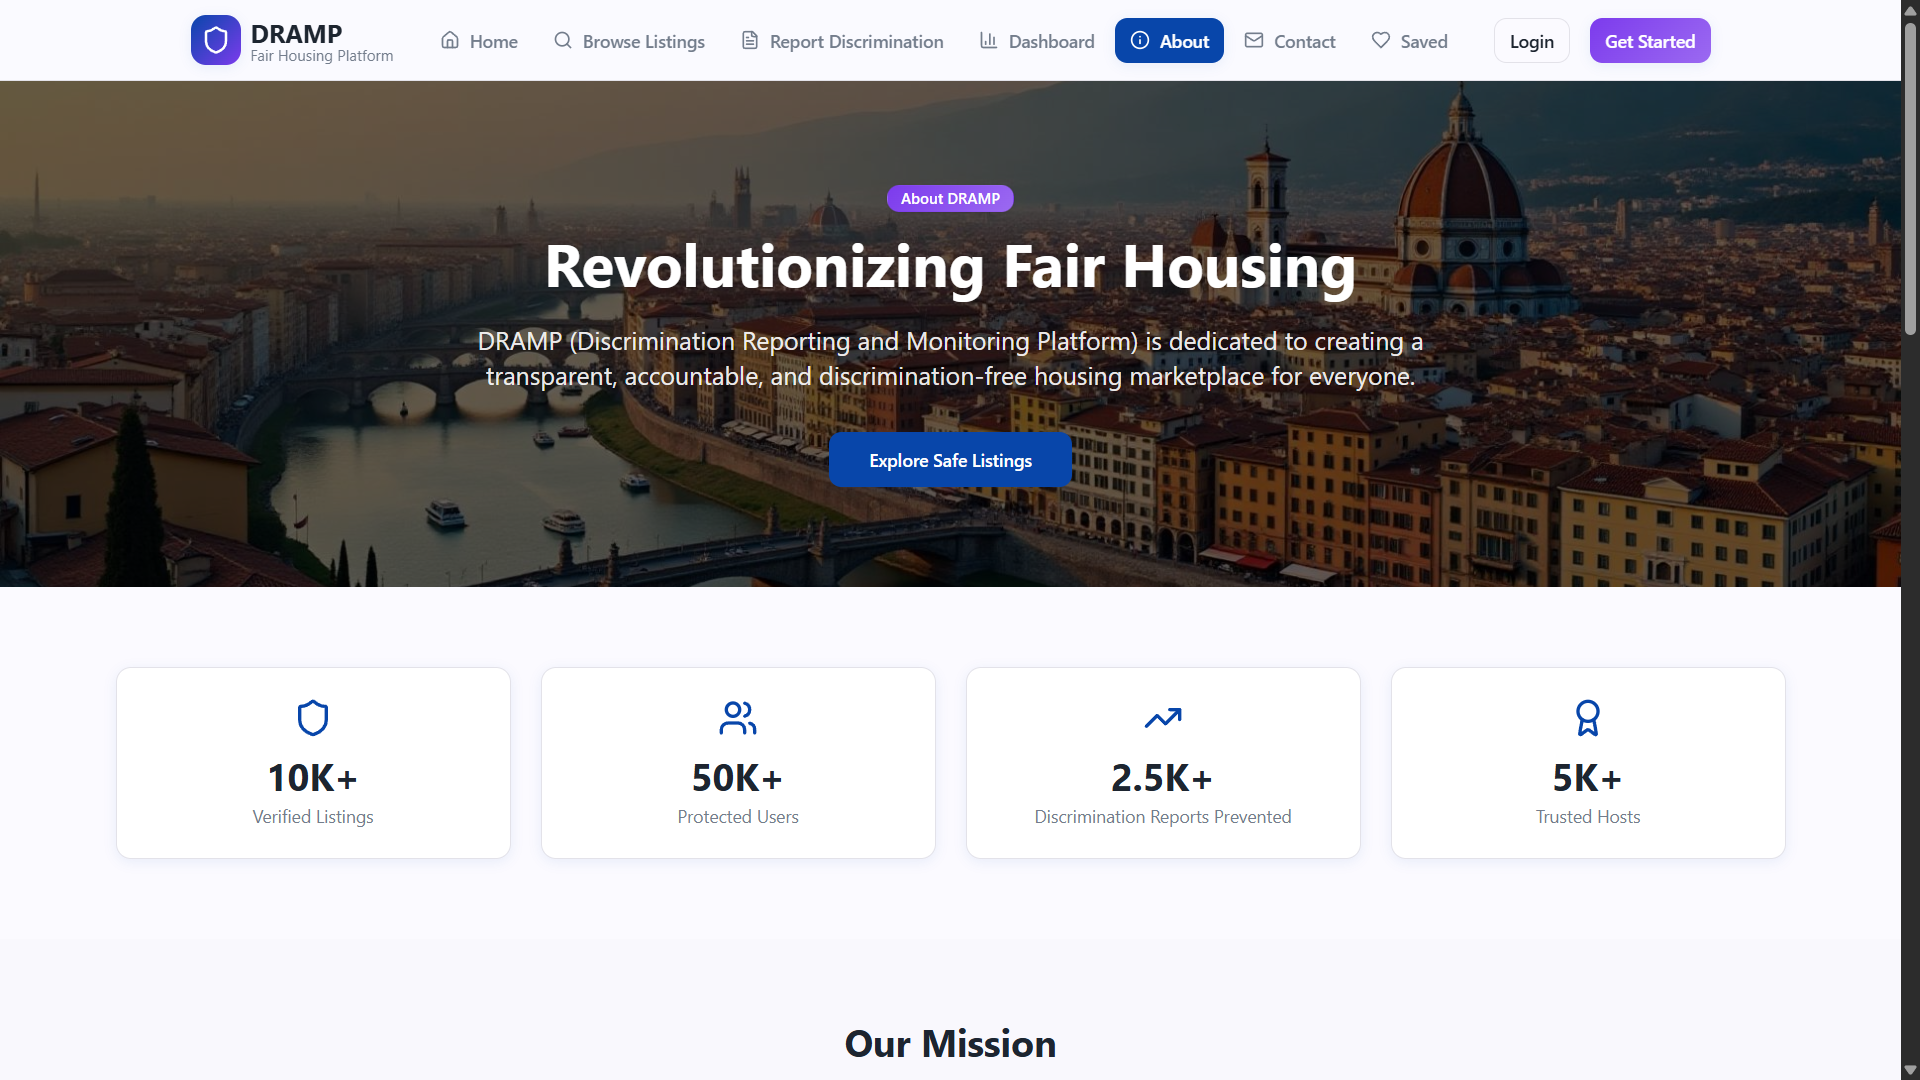 DRAMP
Fair Housing Platform
Home
Browse Listings
Report Discrimination
Dashboard
About
Contact
Saved
Login
Get Started
About DRAMP
Revolutionizing Fair Housing
DRAMP (Discrimination Reporting and Monitoring Platform) is dedicated to creating a
transparent, accountable, and discrimination-free housing marketplace for everyone.
Explore Safe Listings
10K+
Verified Listings
50K+
Protected Users
2.5K+
Discrimination Reports Prevented
5K+
Trusted Hosts
Our Mission